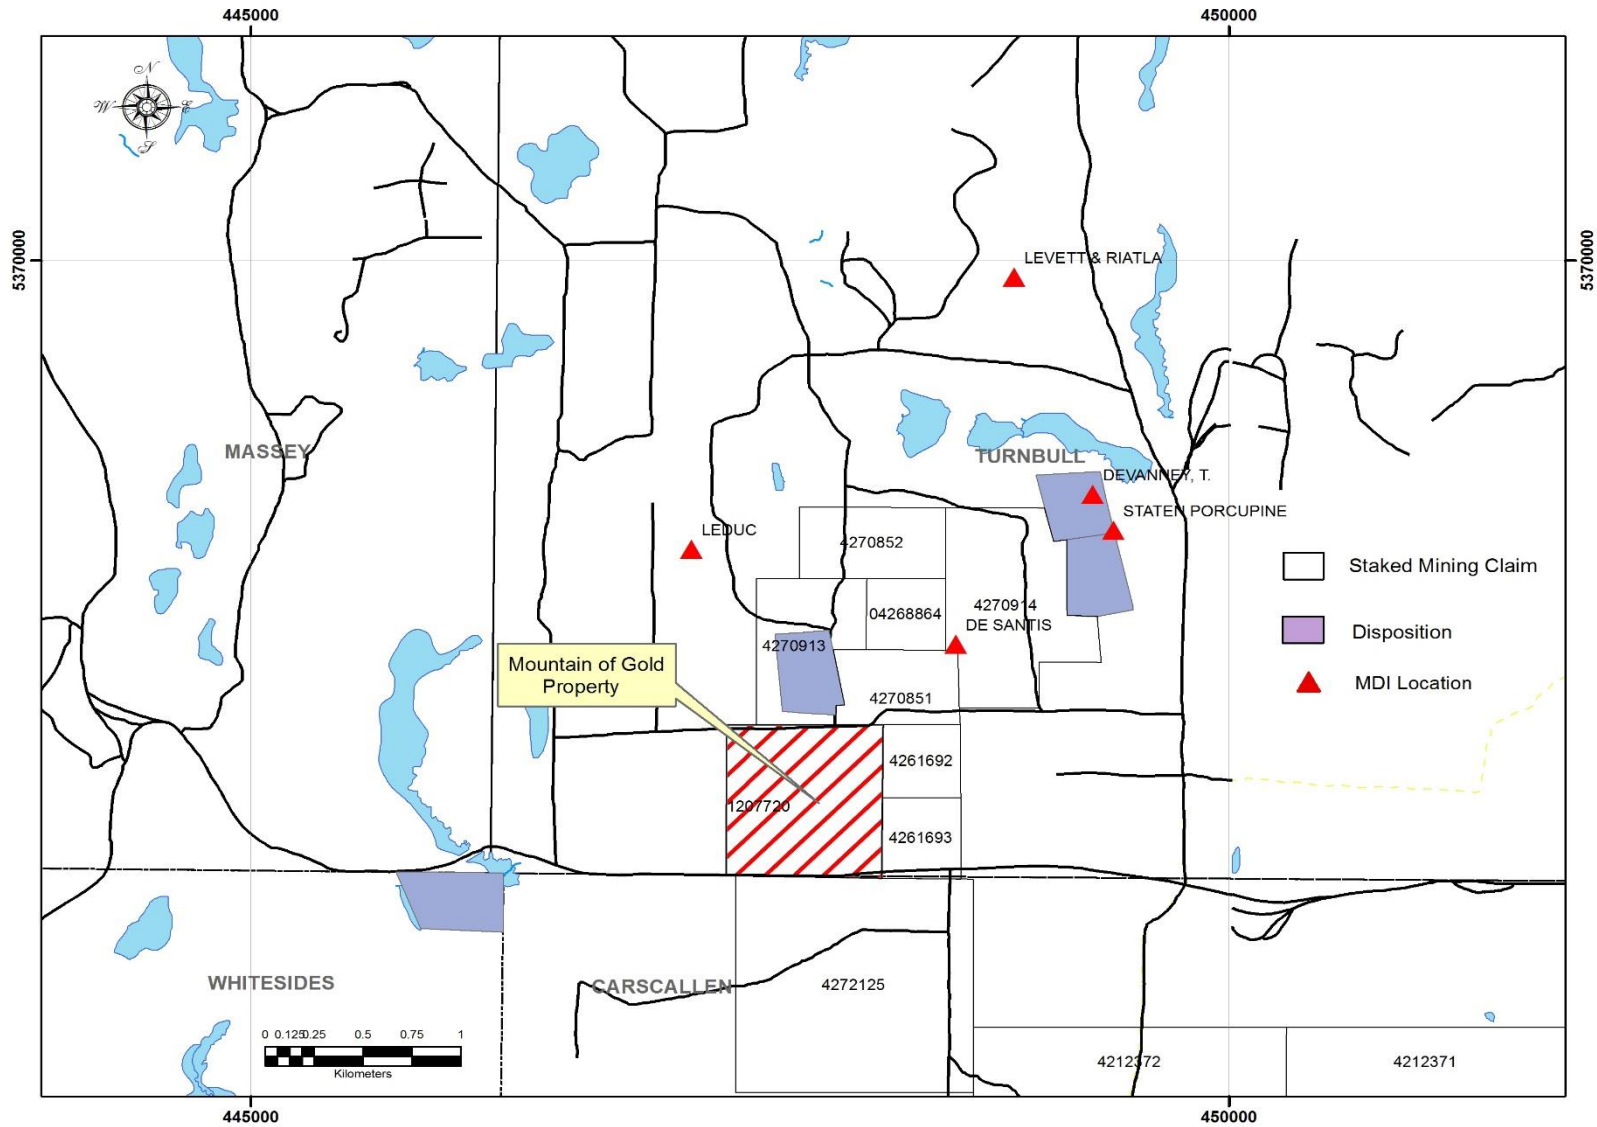 445000
450000
N
W
E
S
5370000
5370000
LEVETT & RIATLA
MASSEY
TURNBULL
DEVANNEY, T.
STATEN PORCUPINE
LEDUC
4270852
Staked Mining Claim
04268864
4270914
DE SANTIS
Disposition
4270913
Mountain of Gold
Property
MDI Location
4270851
4261692
1207720
4261693
WHITESIDES
CARSCALLEN
4272125
0 0.125 0.25 0.5 0.75 1
Kilometers
4212372
4212371
445000
450000